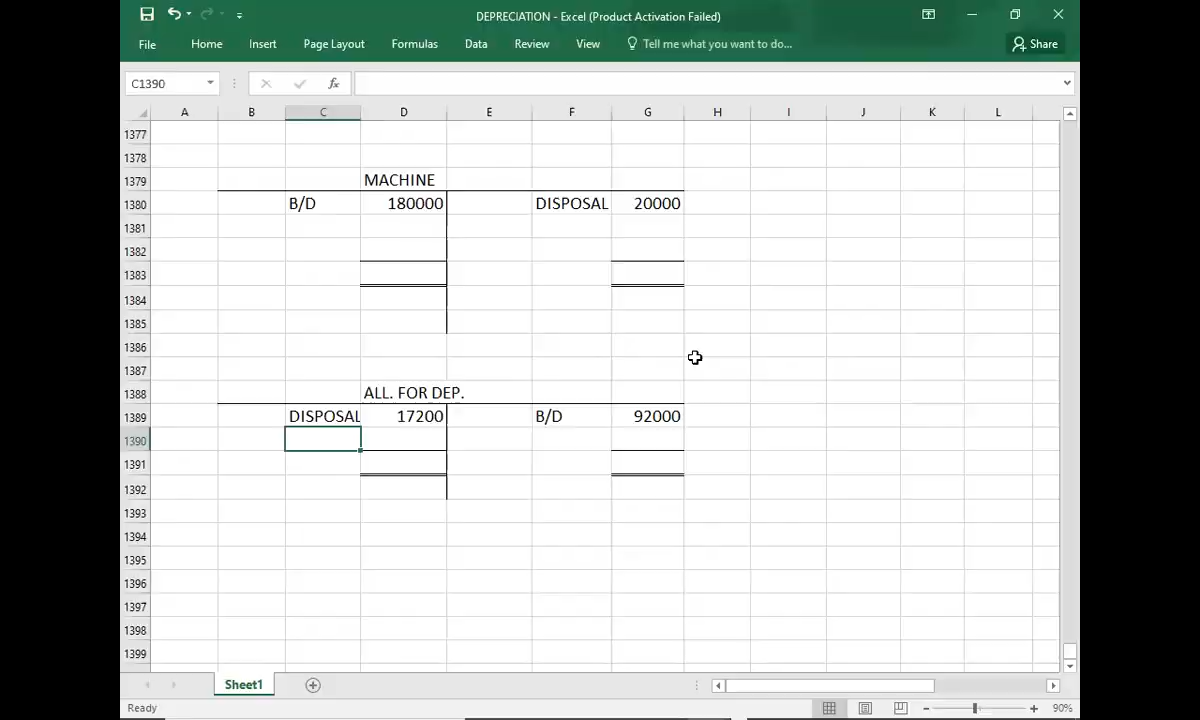 DEPRECIATION - Excel (Product Activation Failed)
File Home Insert Page Layout Formulas Data Review View Tell me what you want to do... Share
C1390 fx
A B C D E F G H I J K L
1377
1378
1379 MACHINE
1380 B/D 180000 DISPOSAL 20000
1381
1382
1383
1384
1385
1386
1387
1388 ALL. FOR DEP.
1389 DISPOSAL 17200 B/D 92000
1390
1391
1392
1393
1394
1395
1396
1397
1398
1399
Sheet1
Ready 90%